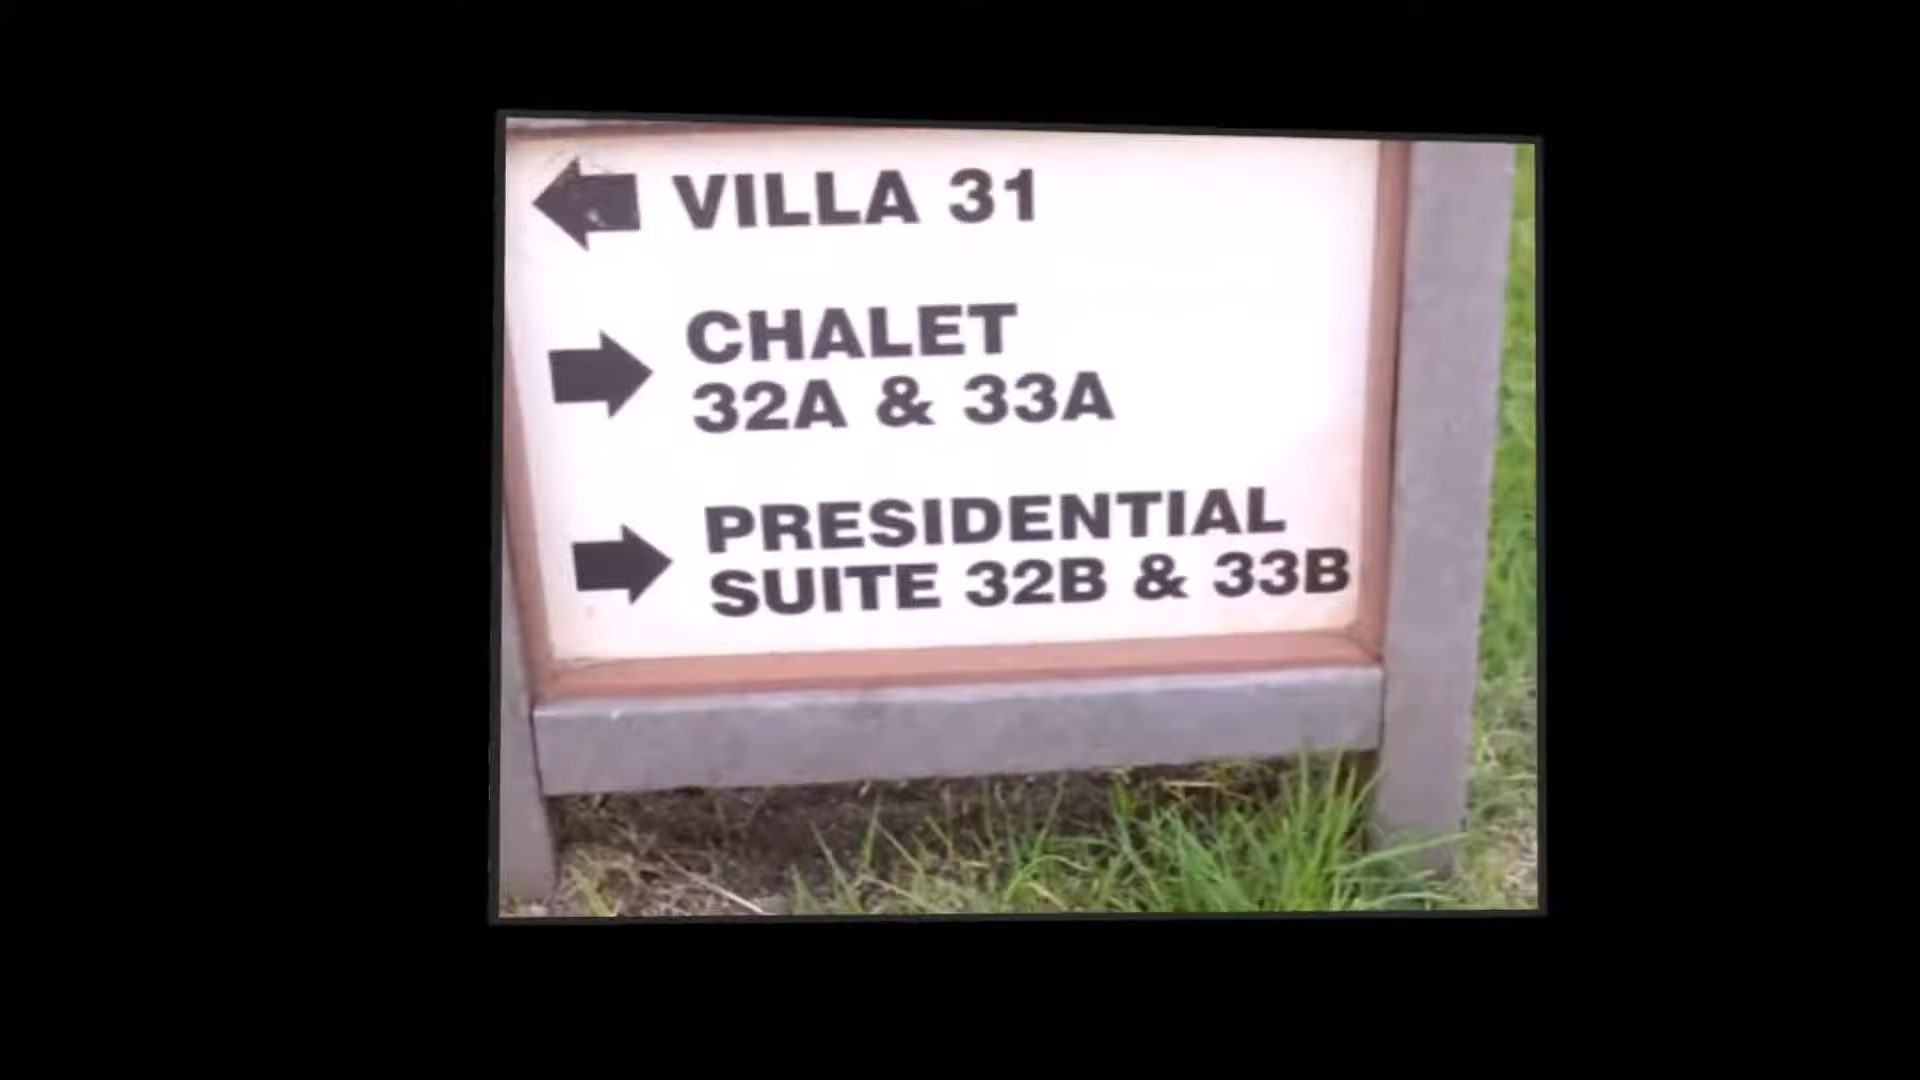 VILLA 31
CHALET
32A & 33A
PRESIDENTIAL
SUITE 32B & 33B